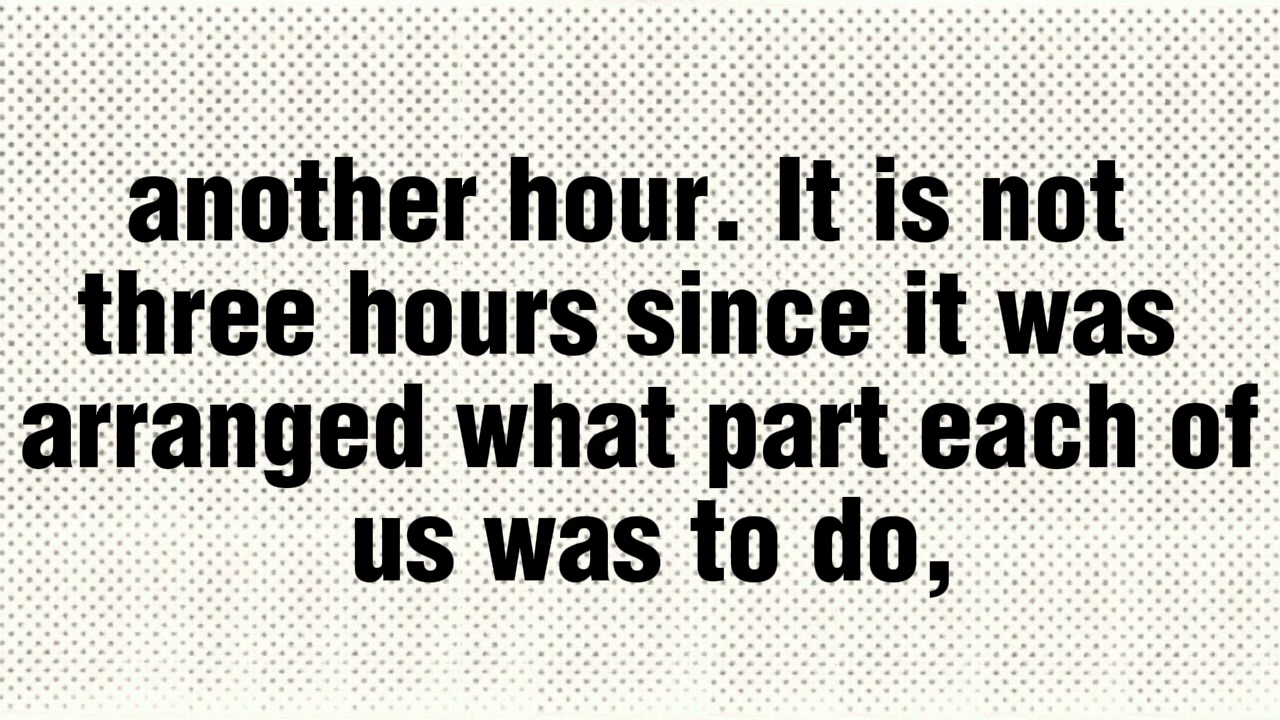 another hour. It is not
three hours since it was
arranged what part each of
us was to do,